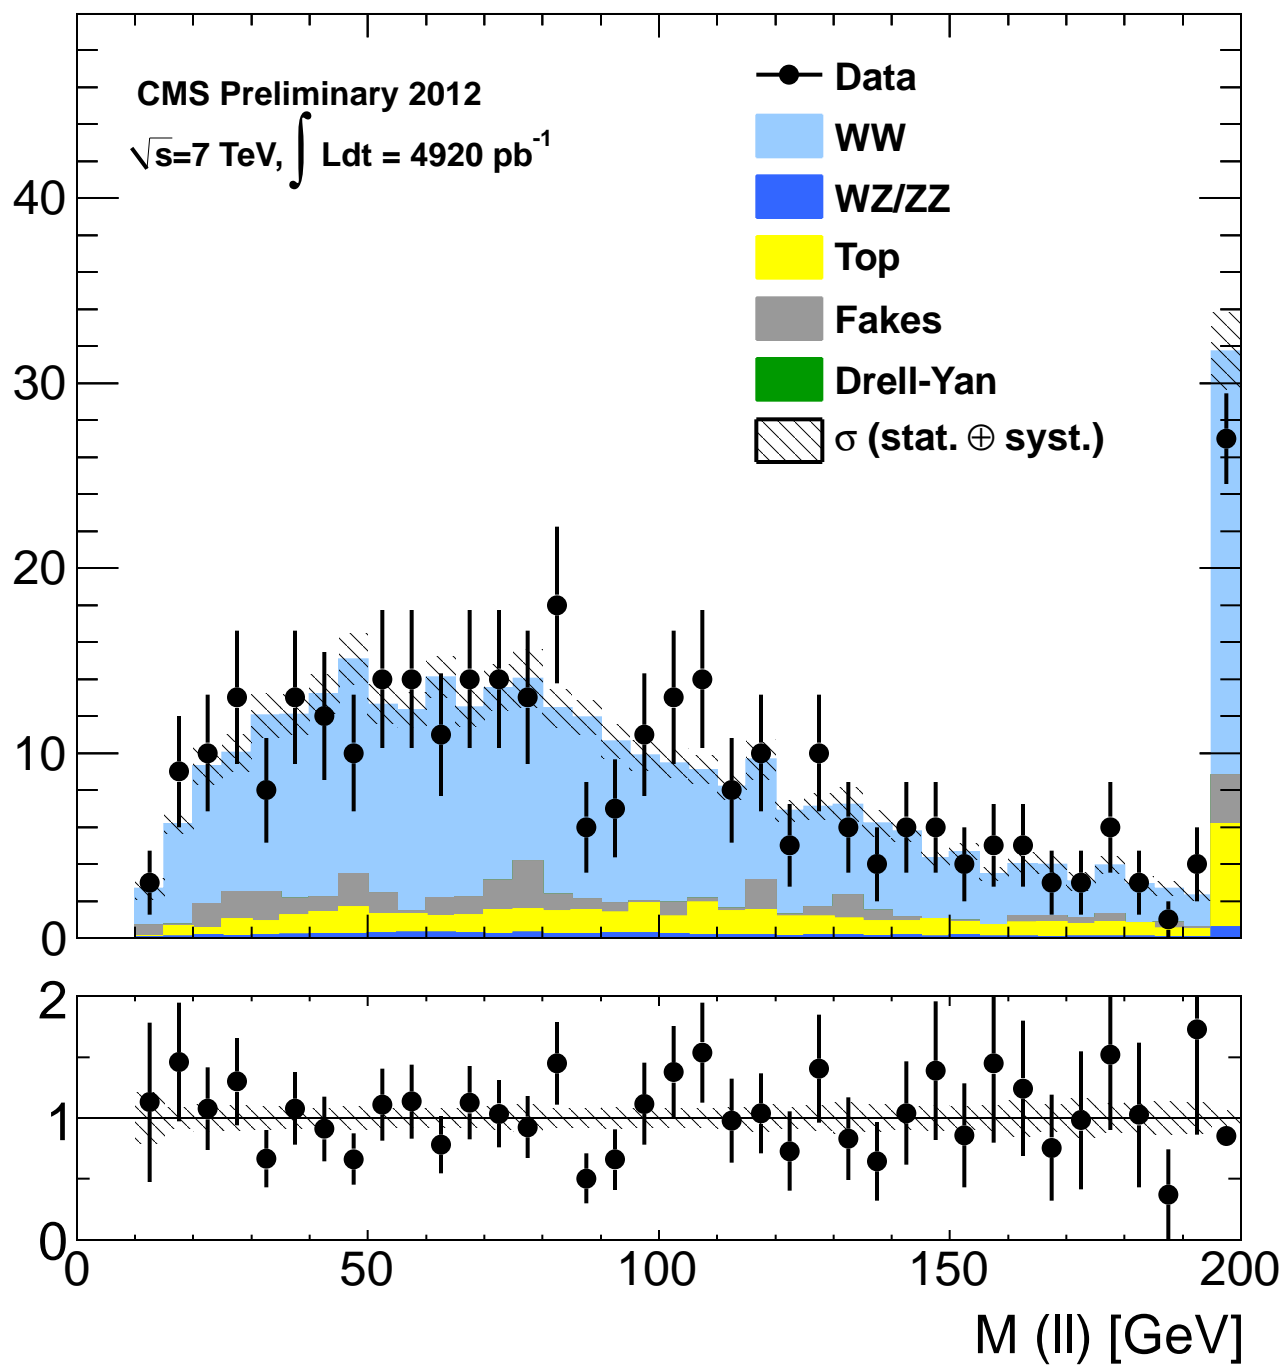 CMS Preliminary 2012
√s=7 TeV, ∫ Ldt = 4920 pb⁻¹
Data
WW
WZ/ZZ
Top
Fakes
Drell-Yan
σ (stat. ⊕ syst.)
40
30
20
10
0
2
1
0
0 50 100 150 200
M (ll) [GeV]